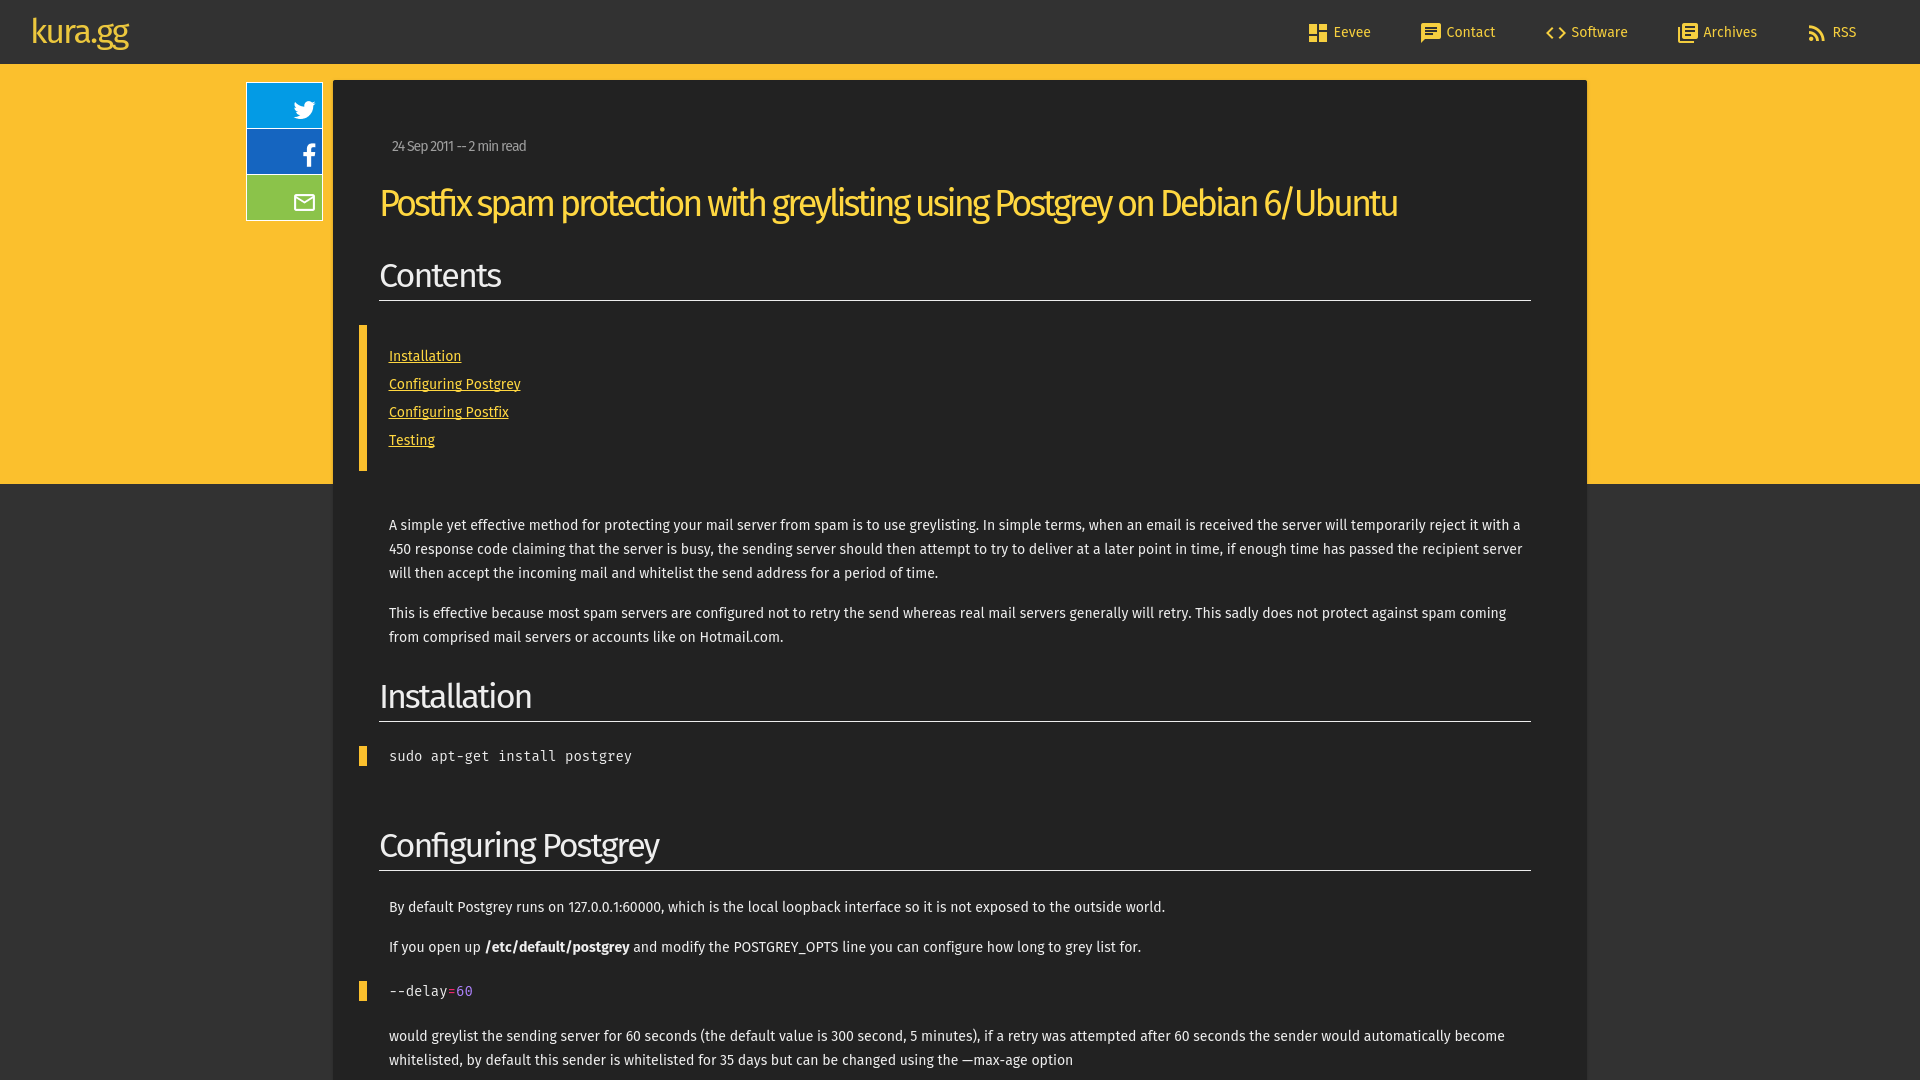 kura.gg
Eevee
Contact
Software
Archives
RSS
24 Sep 2011 -- 2 min read
Postfix spam protection with greylisting using Postgrey on Debian 6/Ubuntu
Contents
Installation
Configuring Postgrey
Configuring Postfix
Testing
A simple yet effective method for protecting your mail server from spam is to use greylisting. In simple terms, when an email is received the server will temporarily reject it with a
450 response code claiming that the server is busy, the sending server should then attempt to try to deliver at a later point in time, if enough time has passed the recipient server
will then accept the incoming mail and whitelist the send address for a period of time.
This is effective because most spam servers are configured not to retry the send whereas real mail servers generally will retry. This sadly does not protect against spam coming
from comprised mail servers or accounts like on Hotmail.com.
Installation
sudo apt-get install postgrey
Configuring Postgrey
By default Postgrey runs on 127.0.0.1:60000, which is the local loopback interface so it is not exposed to the outside world.
If you open up /etc/default/postgrey and modify the POSTGREY_OPTS line you can configure how long to grey list for.
--delay=60
would greylist the sending server for 60 seconds (the default value is 300 second, 5 minutes), if a retry was attempted after 60 seconds the sender would automatically become
whitelisted, by default this sender is whitelisted for 35 days but can be changed using the —max-age option